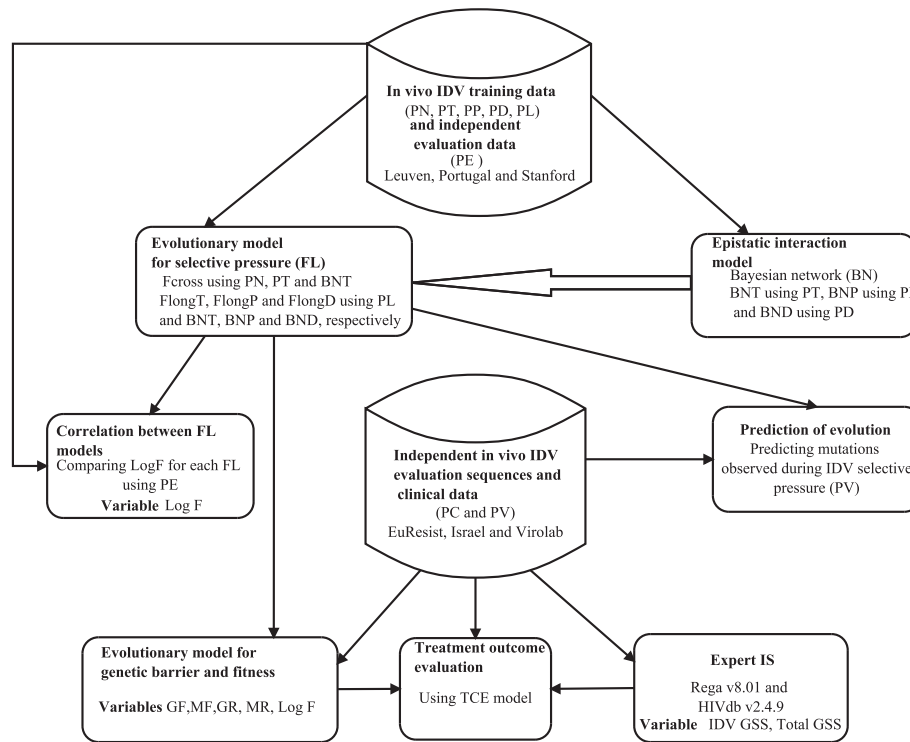 In vivo IDV training data
(PN, PT, PP, PD, PL)
and independent
evaluation data
(PE )
Leuven, Portugal and Stanford
Evolutionary model
for selective pressure (FL)
Fcross using PN, PT and BNT
FlongT, FlongP and FlongD using PL
and BNT, BNP and BND, respectively
Epistatic interaction
model
Bayesian network (BN)
BNT using PT, BNP using
and BND using PD
Correlation between FL
models
Comparing LogF for each FL
using PE
Variable Log F
Independent in vivo IDV
evaluation sequences and
clinical data
(PC and PV)
EuResist, Israel and Virolab
Prediction of evolution
Predicting mutations
observed during IDV selective
pressure (PV)
Evolutionary model for
genetic barrier and fitness
Variables GF,MF,GR, MR, Log F
Treatment outcome
evaluation
Using TCE model
Expert IS
Rega v8.01 and
HIVdb v2.4.9
Variable IDV GSS, Total GSS